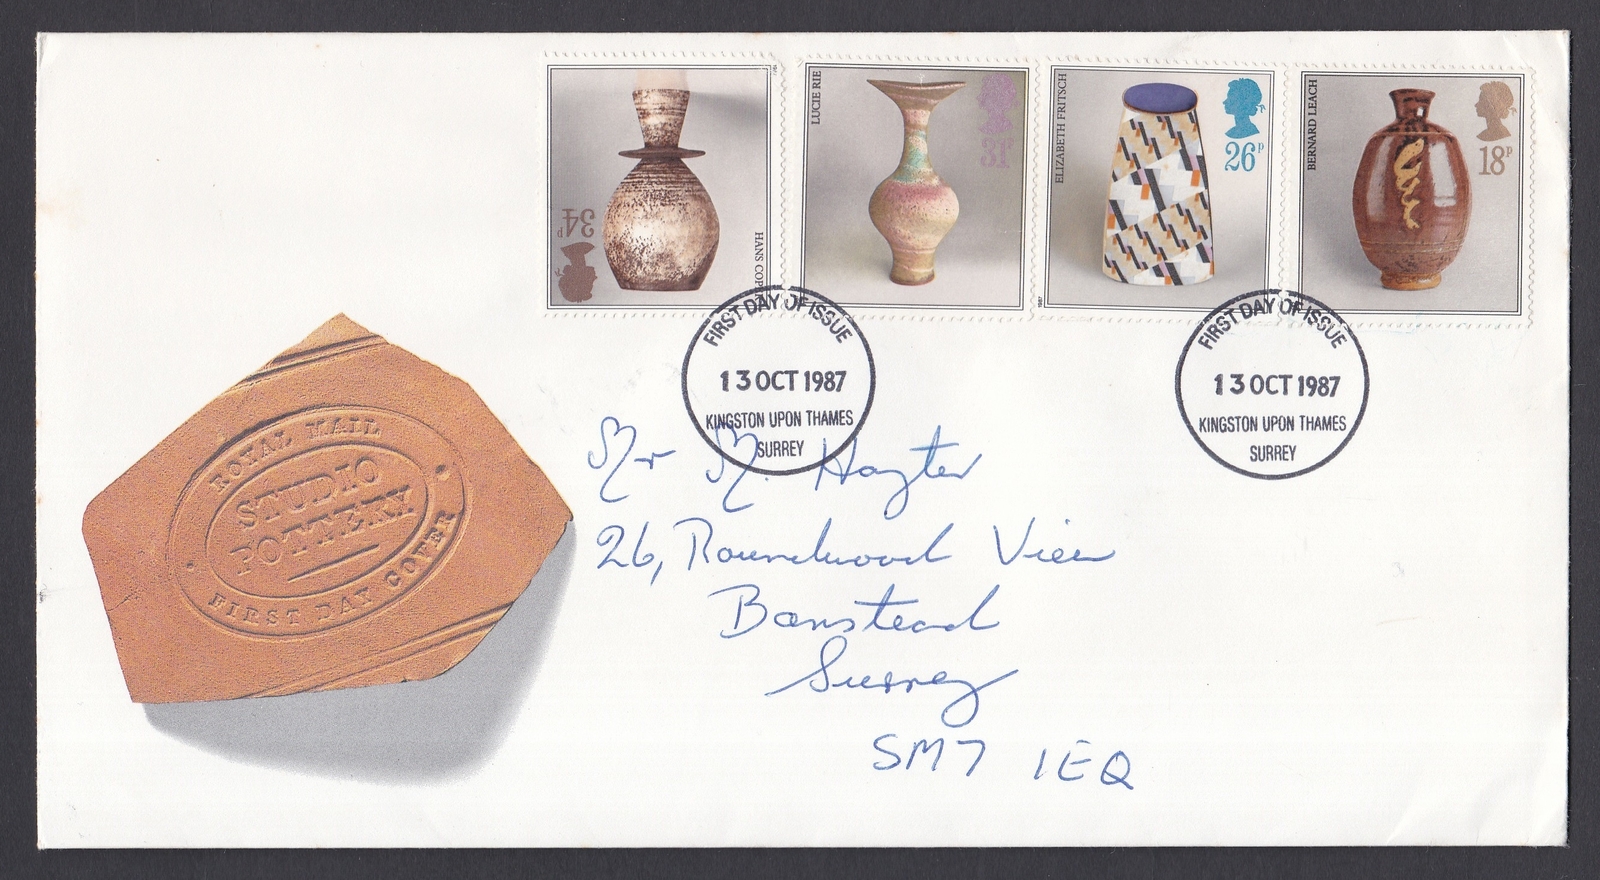 34p
HANS COPER
LUCIE RIE
31p
ELIZABETH FRITSCH
26p
BERNARD LEACH
18p
FIRST DAY OF ISSUE
13 OCT 1987
KINGSTON UPON THAMES
SURREY
FIRST DAY OF ISSUE
13 OCT 1987
KINGSTON UPON THAMES
SURREY
ROYAL MAIL
STUDIO
POTTERY
FIRST DAY COVER
Mr M. Hayter
26, Roundwood View
Banstead
Surrey
SM7 1EQ